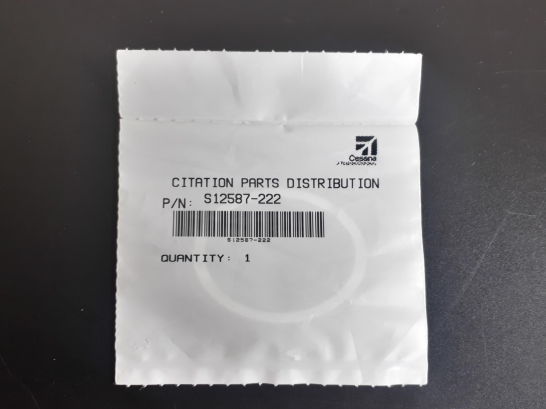 Cessna
CITATION PARTS DISTRIBUTION
P/N: S12587-222
S12587-222
QUANTITY: 1